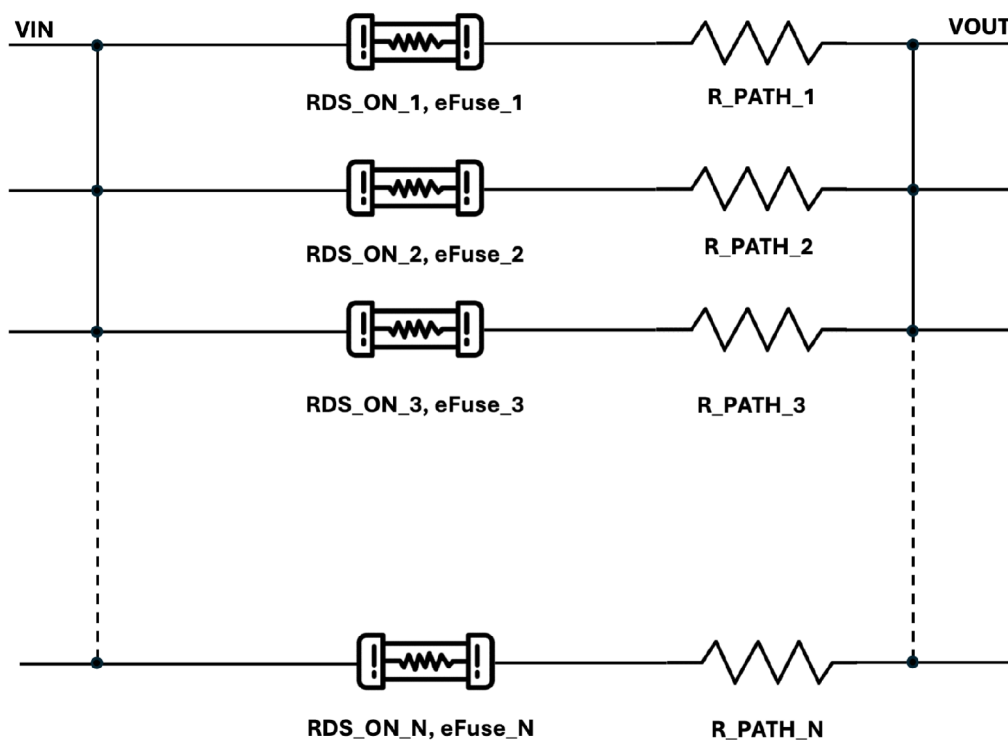 VIN
VOUT
RDS_ON_1, eFuse_1
R_PATH_1
RDS_ON_2, eFuse_2
R_PATH_2
RDS_ON_3, eFuse_3
R_PATH_3
RDS_ON_N, eFuse_N
R_PATH_N